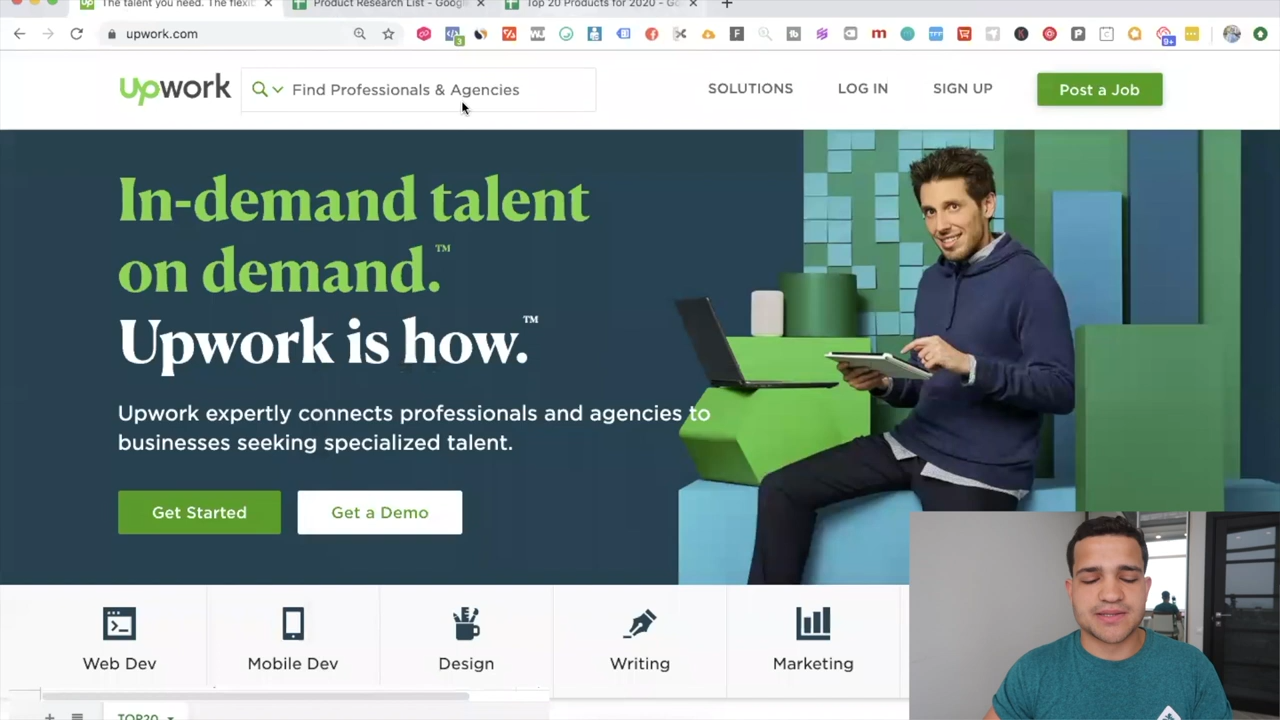 The talent you need. The flexib
Product Research List - Google
Top 20 Products for 2020 - Go
upwork.com
3
9+
upwork
Find Professionals & Agencies
SOLUTIONS
LOG IN
SIGN UP
Post a Job
In-demand talent
on demand.™
Upwork is how.™
Upwork expertly connects professionals and agencies to
businesses seeking specialized talent.
Get Started
Get a Demo
Web Dev
Mobile Dev
Design
Writing
Marketing
TOP20